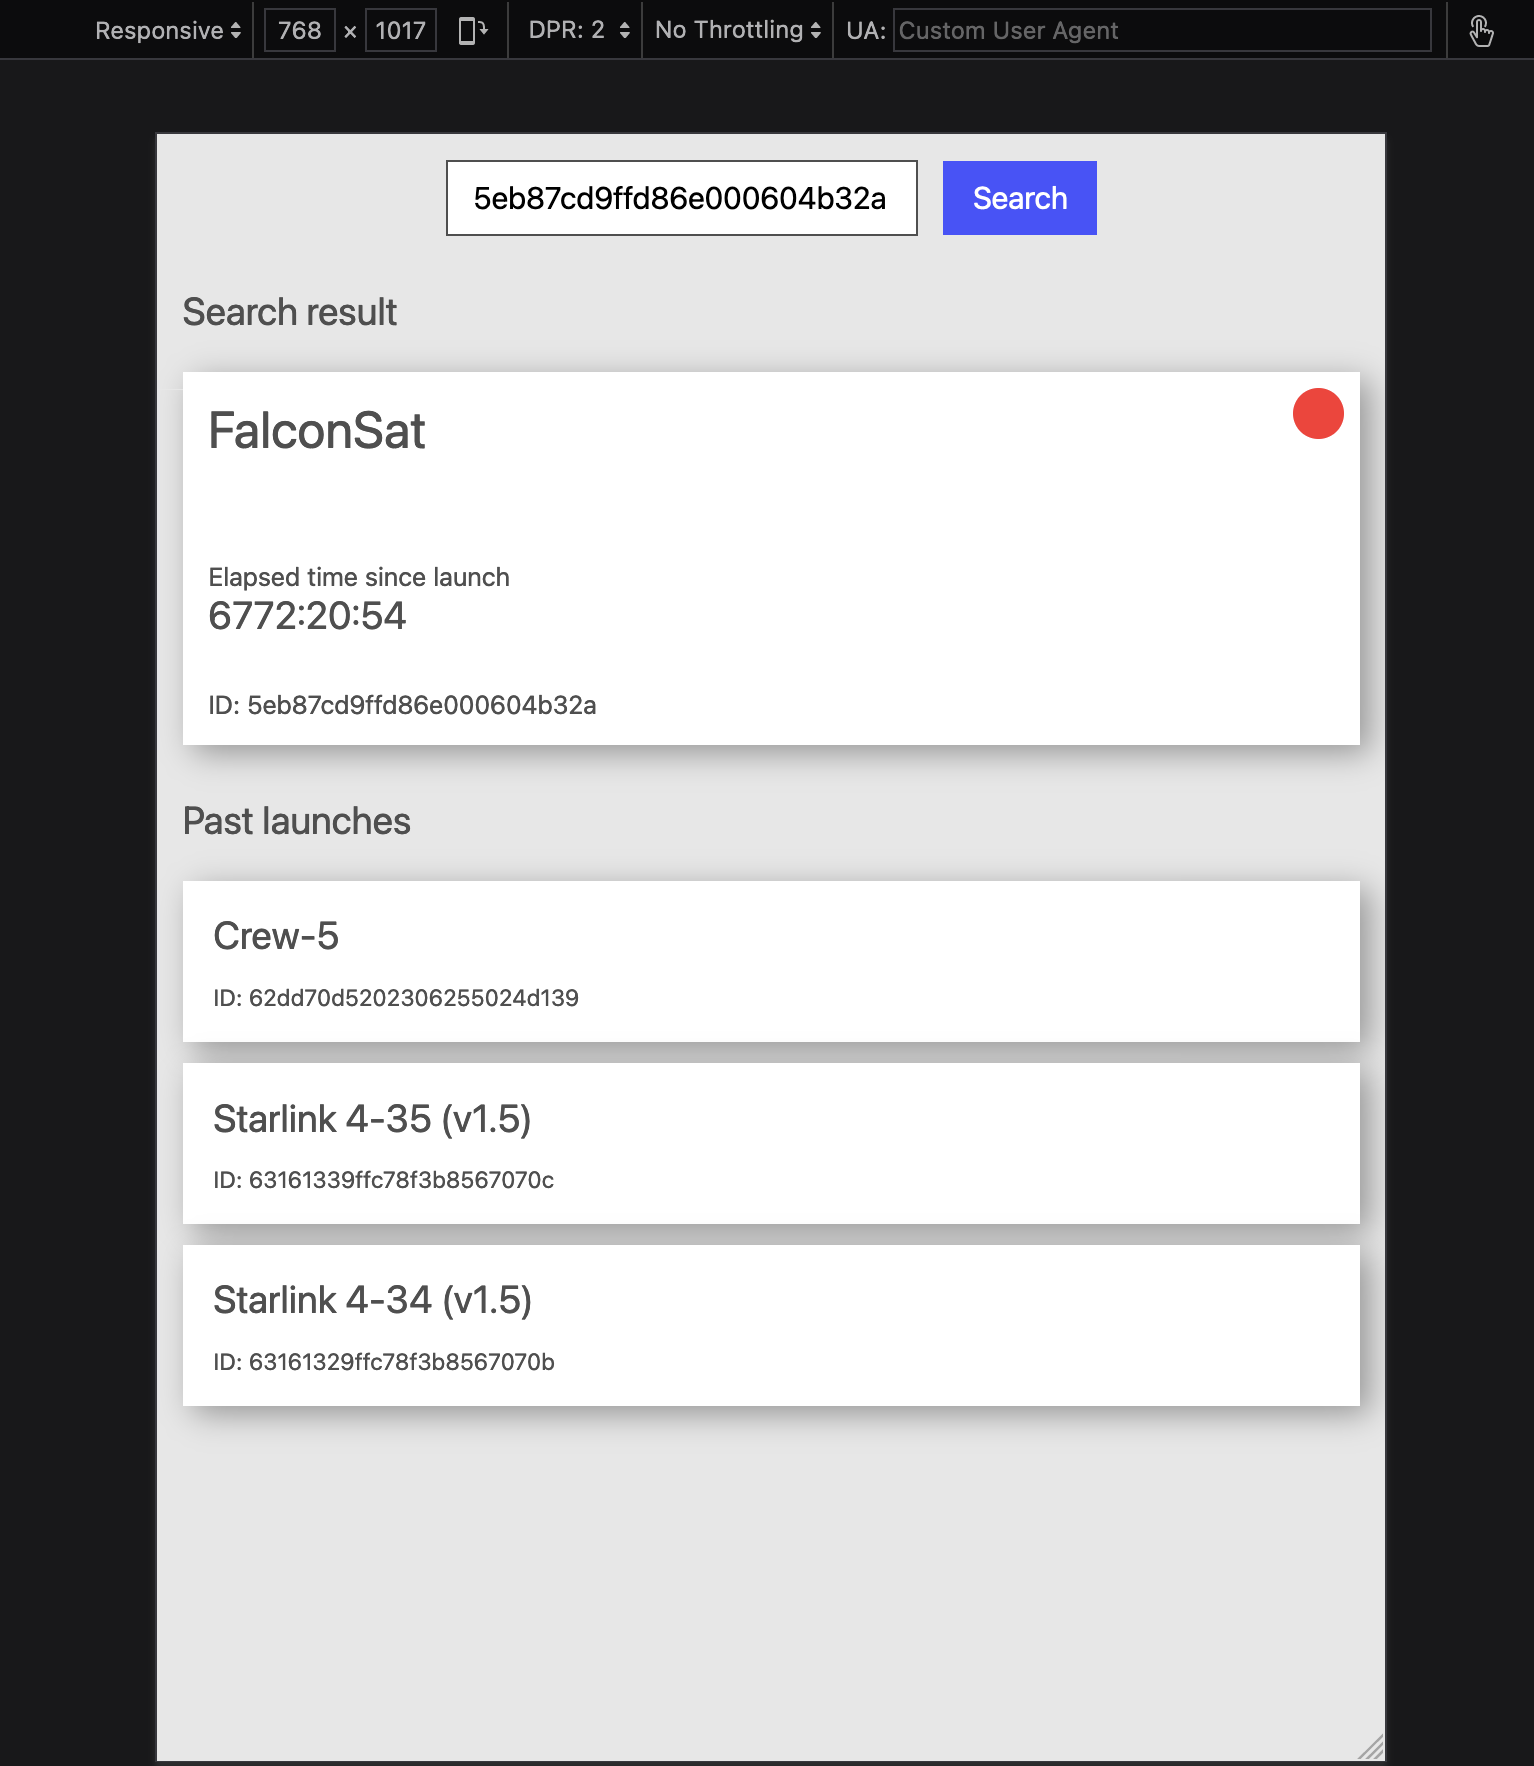 Responsive 768 × 1017 DPR: 2 No Throttling UA: Custom User Agent
5eb87cd9ffd86e000604b32a Search
Search result
FalconSat
Elapsed time since launch
6772:20:54
ID: 5eb87cd9ffd86e000604b32a
Past launches
Crew-5
ID: 62dd70d5202306255024d139
Starlink 4-35 (v1.5)
ID: 63161339ffc78f3b8567070c
Starlink 4-34 (v1.5)
ID: 63161329ffc78f3b8567070b